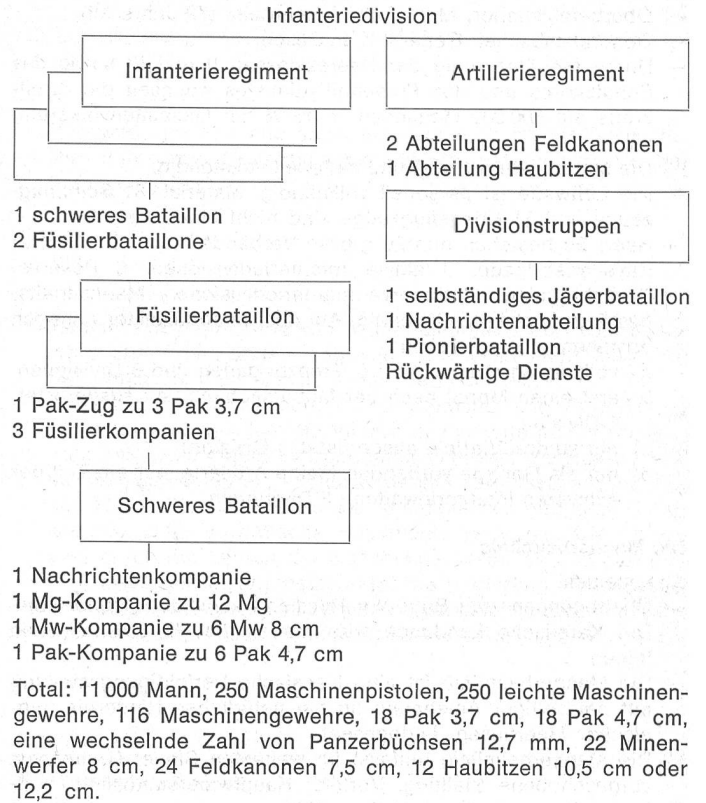 Infanteriedivision
Infanterieregiment
1 schweres Bataillon
2 Füsilierbataillone
Artillerieregiment
2 Abteilungen Feldkanonen
1 Abteilung Haubitzen
Divisionstruppen
selbständiges Jägerbataillon
1 Nachrichtenabteilung
1 Pionierbataillon
Rückwärtige Dienste
Füsilierbataillon
1 Pak-Zug zu 3 Pak 3,7 cm
3 Füsilierkompanien
Schweres Bataillon
1 Nachrichtenkompanie
1 Mg-Kompanie zu 12 Mg
1 Mw-Kompanie zu 6 Mw 8 cm
1 Pak-Kompanie zu 6 Pak 4,7 cm
Total: 11 000 Mann, 250 Maschinenpistolen, 250 leichte Maschinen-
gewehre, 116 Maschinengewehre, 18 Pak 3,7 cm, 18 Pak 4,7 cm,
eine wechselnde Zahl von Panzerbüchsen 12,7 mm, 22 Minen-
werfer 8 cm, 24 Feldkanonen 7,5 cm, 12 Haubitzen 10,5 cm oder
12,2 cm.